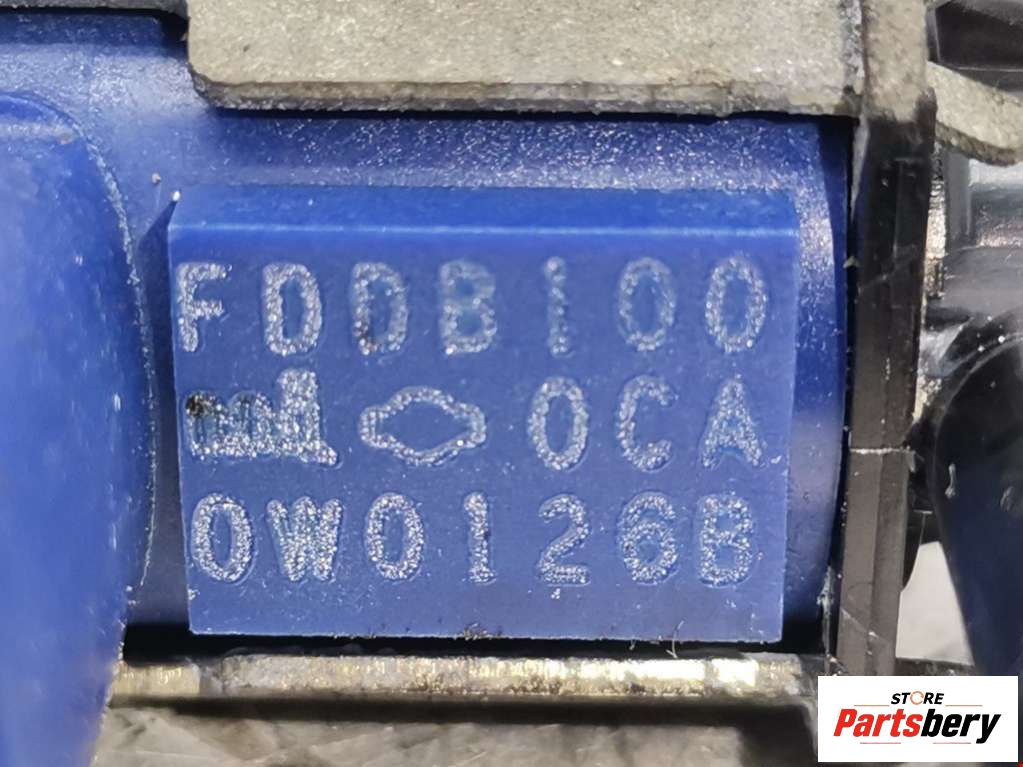 FDDB100
0CA
0W0126B
STORE
Partsbery